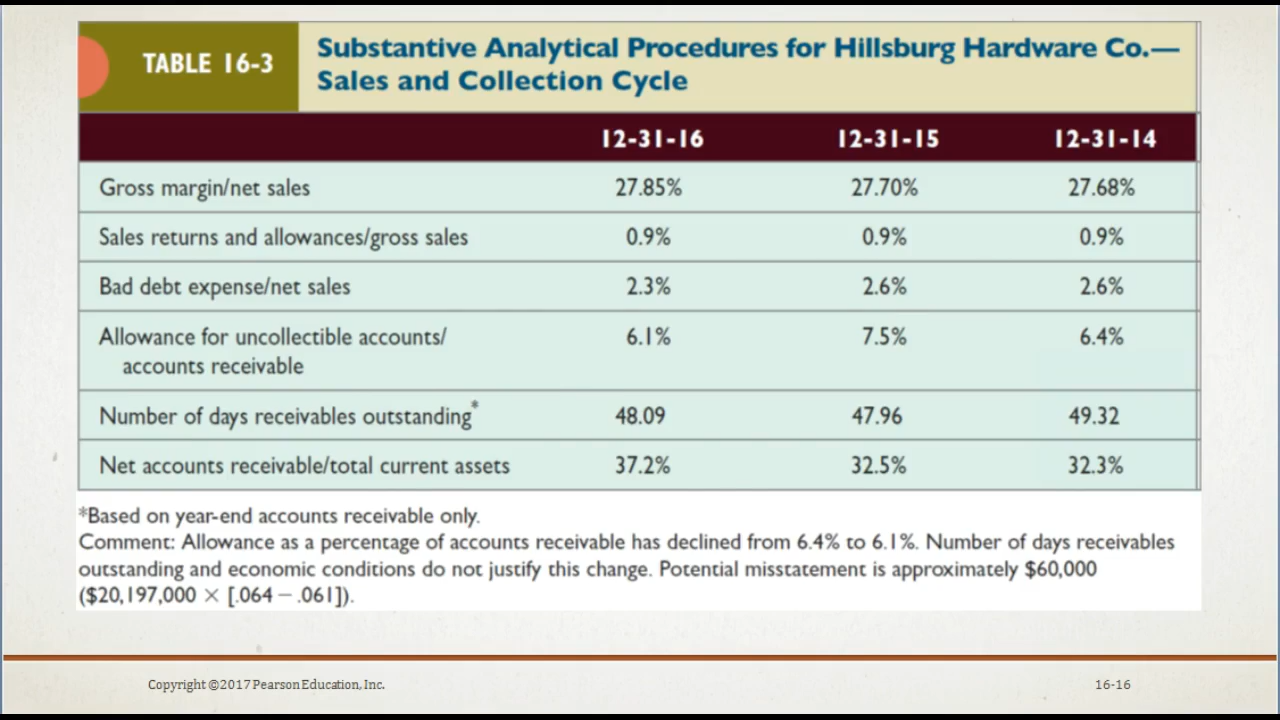 TABLE 16-3
Substantive Analytical Procedures for Hillsburg Hardware Co.—
Sales and Collection Cycle
12-31-16 12-31-15 12-31-14
Gross margin/net sales 27.85% 27.70% 27.68%
Sales returns and allowances/gross sales 0.9% 0.9% 0.9%
Bad debt expense/net sales 2.3% 2.6% 2.6%
Allowance for uncollectible accounts/ 6.1% 7.5% 6.4%
accounts receivable
Number of days receivables outstanding* 48.09 47.96 49.32
Net accounts receivable/total current assets 37.2% 32.5% 32.3%
*Based on year-end accounts receivable only.
Comment: Allowance as a percentage of accounts receivable has declined from 6.4% to 6.1%. Number of days receivables
outstanding and economic conditions do not justify this change. Potential misstatement is approximately $60,000
($20,197,000 × [.064 – .061]).
Copyright ©2017 Pearson Education, Inc. 16-16